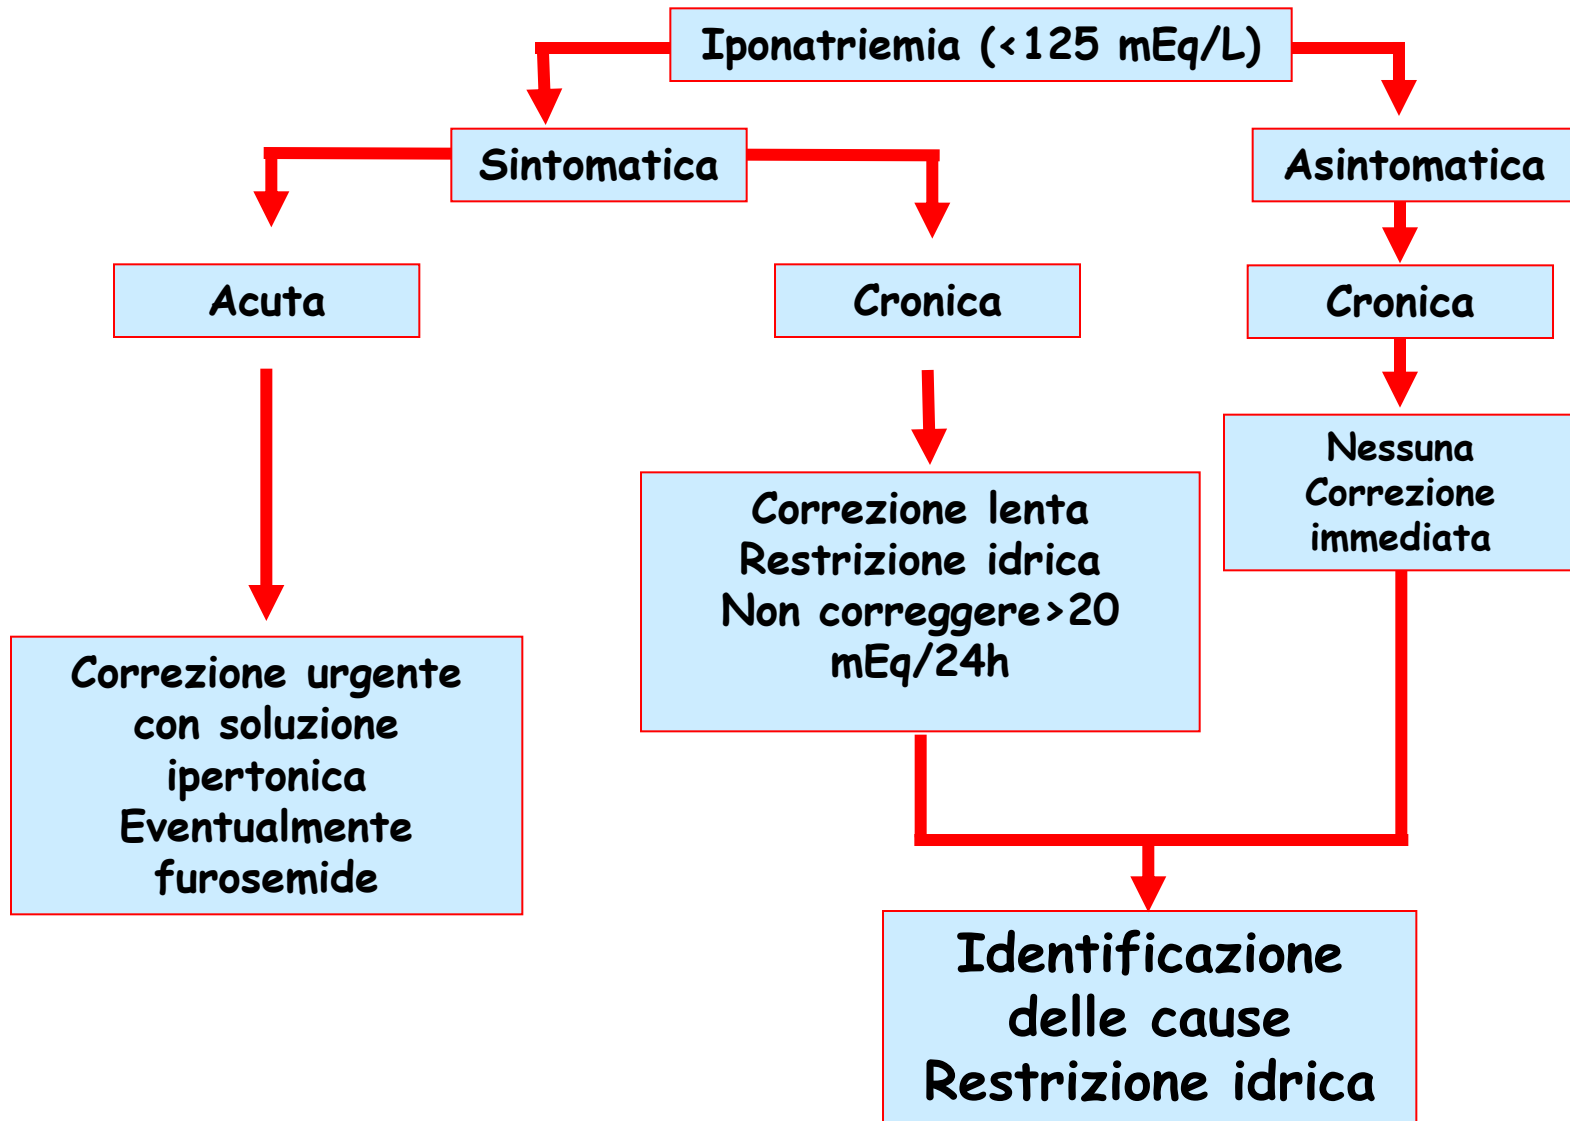 Iponatriemia (<125 mEq/L)
Sintomatica
Asintomatica
Acuta
Cronica
Cronica
Correzione urgente
con soluzione
ipertonica
Eventualmente
furosemide
Correzione lenta
Restrizione idrica
Non correggere>20
mEq/24h
Nessuna
Correzione
immediata
Identificazione
delle cause
Restrizione idrica